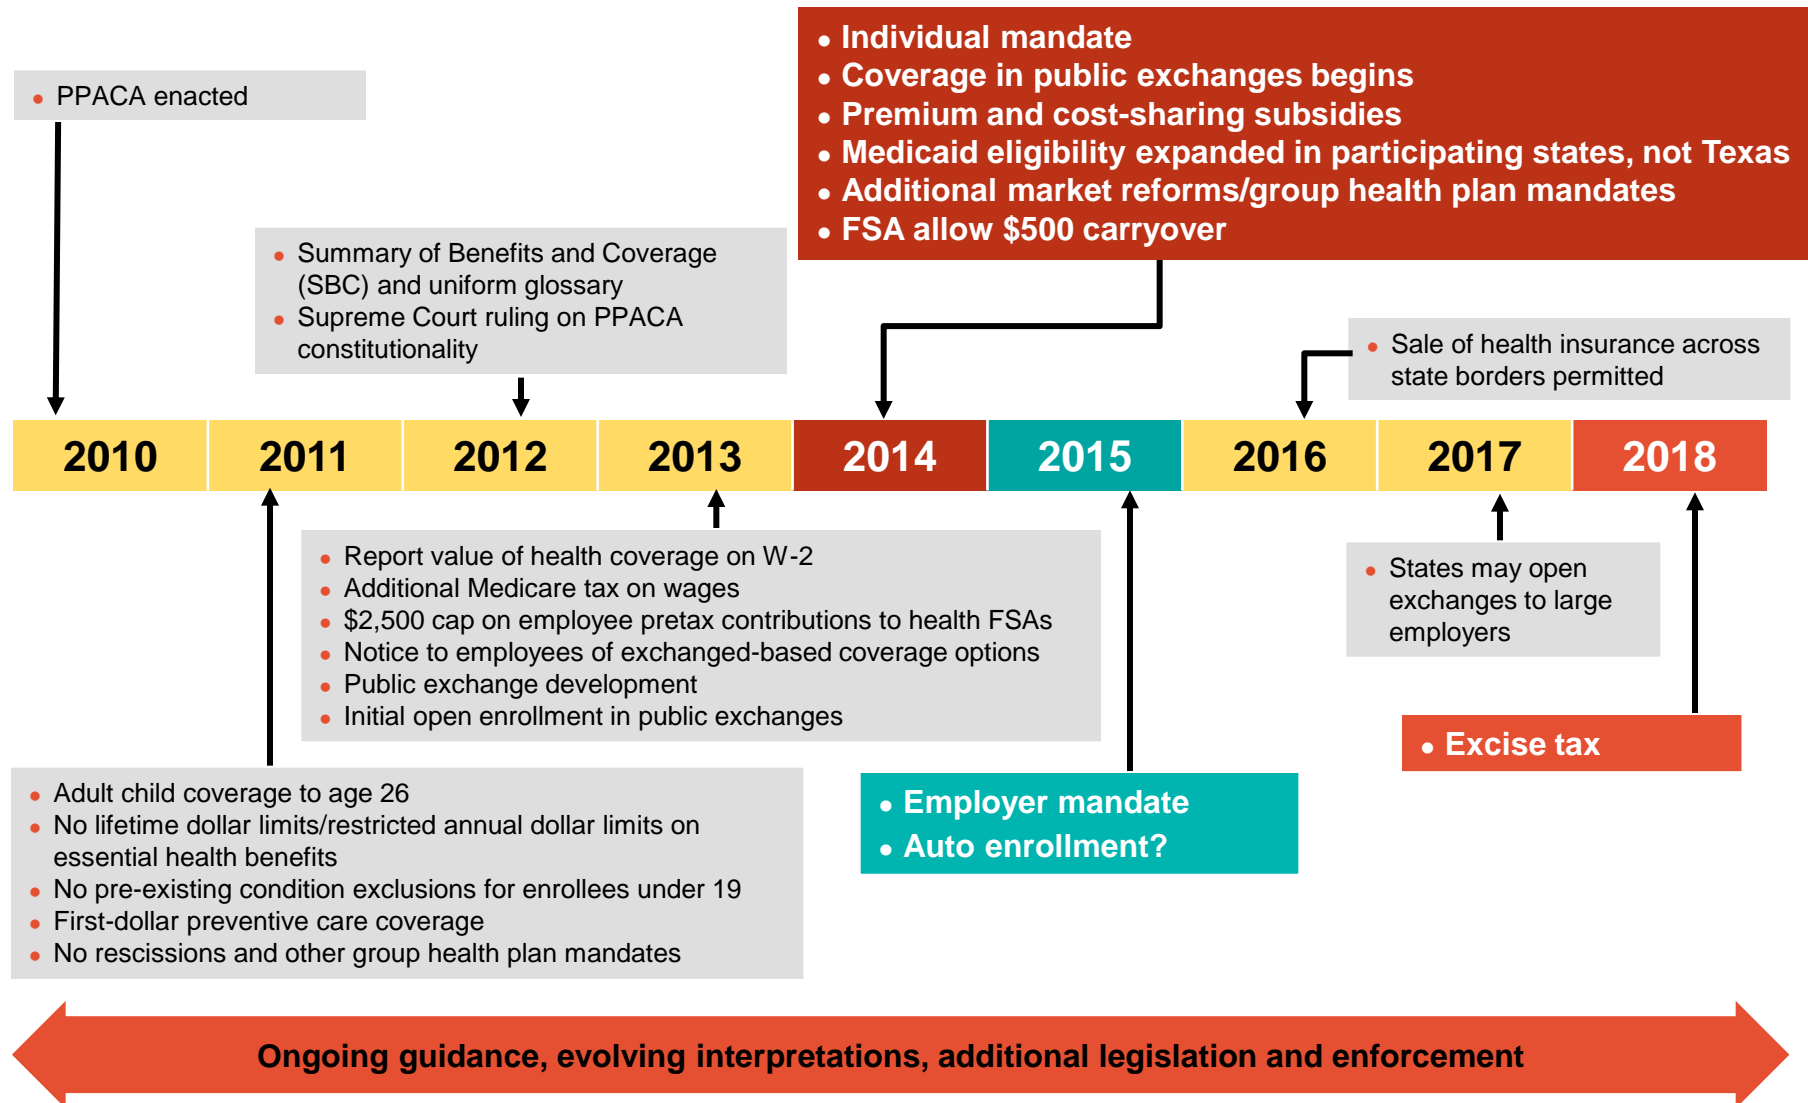 • PPACA enacted
• Individual mandate
• Coverage in public exchanges begins
• Premium and cost-sharing subsidies
• Medicaid eligibility expanded in participating states, not Texas
• Additional market reforms/group health plan mandates
• FSA allow $500 carryover
• Summary of Benefits and Coverage
(SBC) and uniform glossary
• Supreme Court ruling on PPACA
constitutionality
• Sale of health insurance across
state borders permitted
2010 2011 2012 2013 2014 2015 2016 2017 2018
• Report value of health coverage on W-2
• Additional Medicare tax on wages
• $2,500 cap on employee pretax contributions to health FSAs
• Notice to employees of exchanged-based coverage options
• Public exchange development
• Initial open enrollment in public exchanges
• States may open
exchanges to large
employers
• Excise tax
• Adult child coverage to age 26
• No lifetime dollar limits/restricted annual dollar limits on
essential health benefits
• No pre-existing condition exclusions for enrollees under 19
• First-dollar preventive care coverage
• No rescissions and other group health plan mandates
• Employer mandate
• Auto enrollment?
Ongoing guidance, evolving interpretations, additional legislation and enforcement